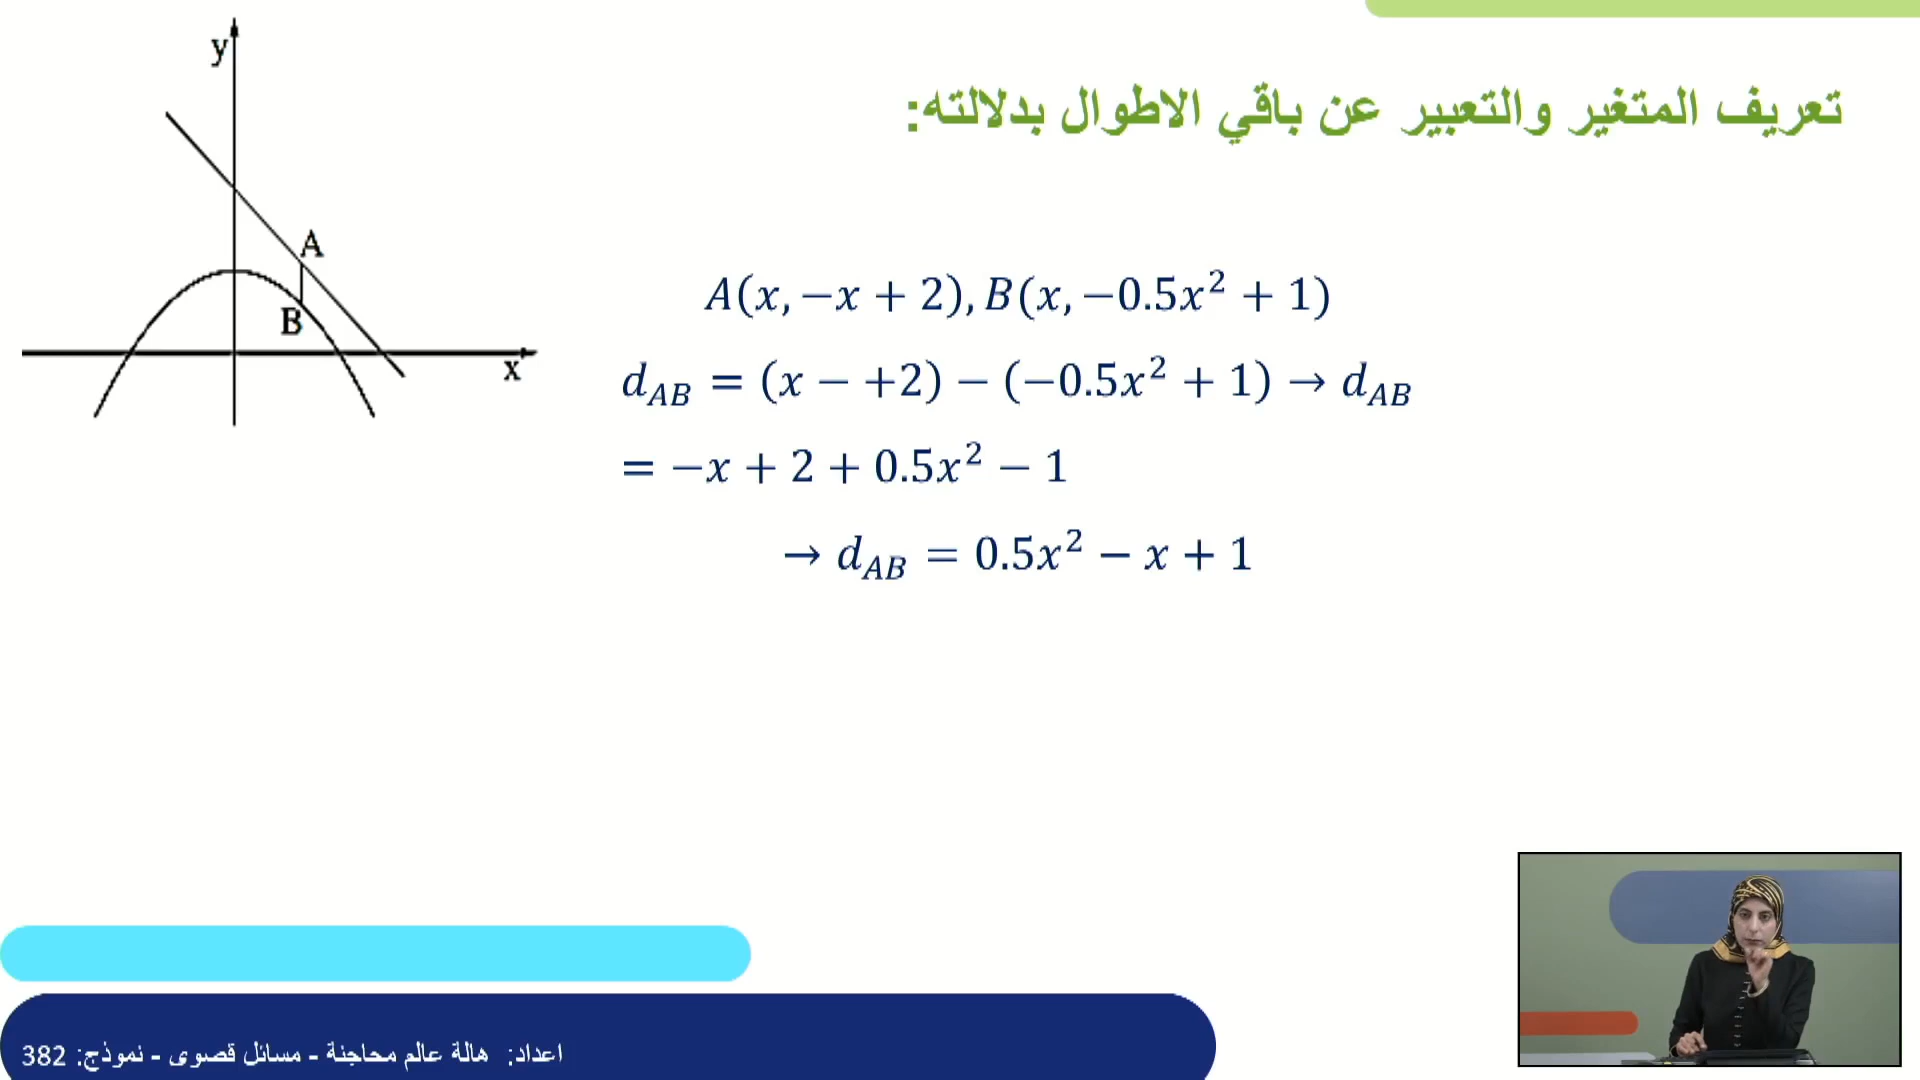 تعريف المتغير والتعبير عن باقي الاطوال بدلالته:
y
A
B
x
A(x, −x + 2), B(x, −0.5x² + 1)
d_AB = (x − +2) − (−0.5x² + 1) → d_AB
= −x + 2 + 0.5x² − 1
→ d_AB = 0.5x² − x + 1
اعداد: هالة عالم محاجنة - مسائل قصوى - نموذج: 382